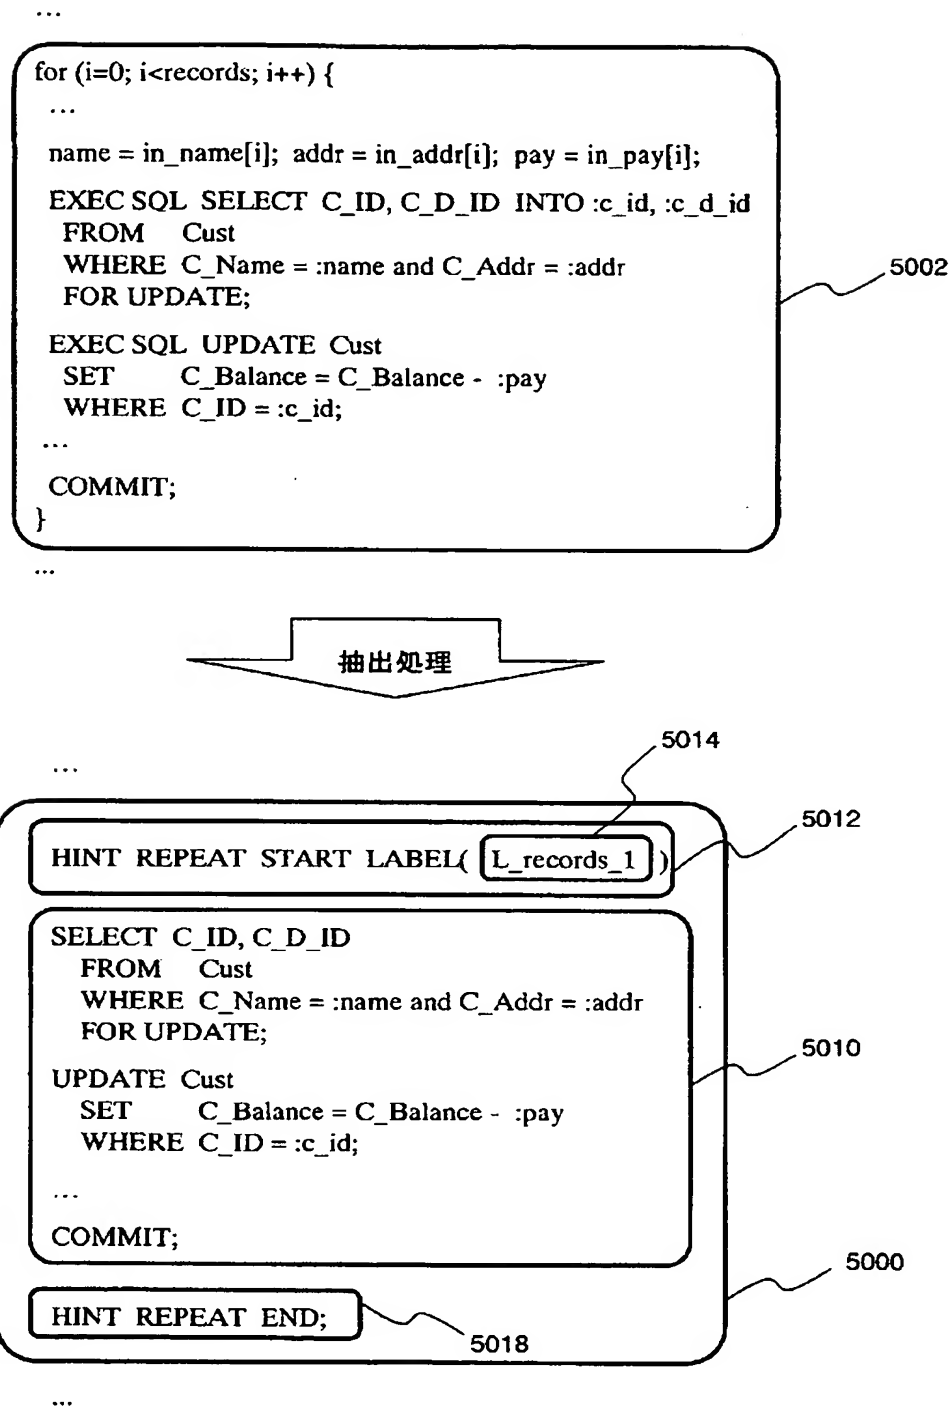 ...
for (i=0; i<records; i++) {
...
name = in_name[i]; addr = in_addr[i]; pay = in_pay[i];
EXEC SQL SELECT C_ID, C_D_ID INTO :c_id, :c_d_id
FROM Cust
WHERE C_Name = :name and C_Addr = :addr
FOR UPDATE;
5002
EXEC SQL UPDATE Cust
SET C_Balance = C_Balance - :pay
WHERE C_ID = :c_id;
...
COMMIT;
}
...
抽出処理
5014
...
5012
HINT REPEAT START LABEL( L_records_1 )
SELECT C_ID, C_D_ID
FROM Cust
WHERE C_Name = :name and C_Addr = :addr
FOR UPDATE;
5010
UPDATE Cust
SET C_Balance = C_Balance - :pay
WHERE C_ID = :c_id;
...
COMMIT;
5000
HINT REPEAT END;
5018
...